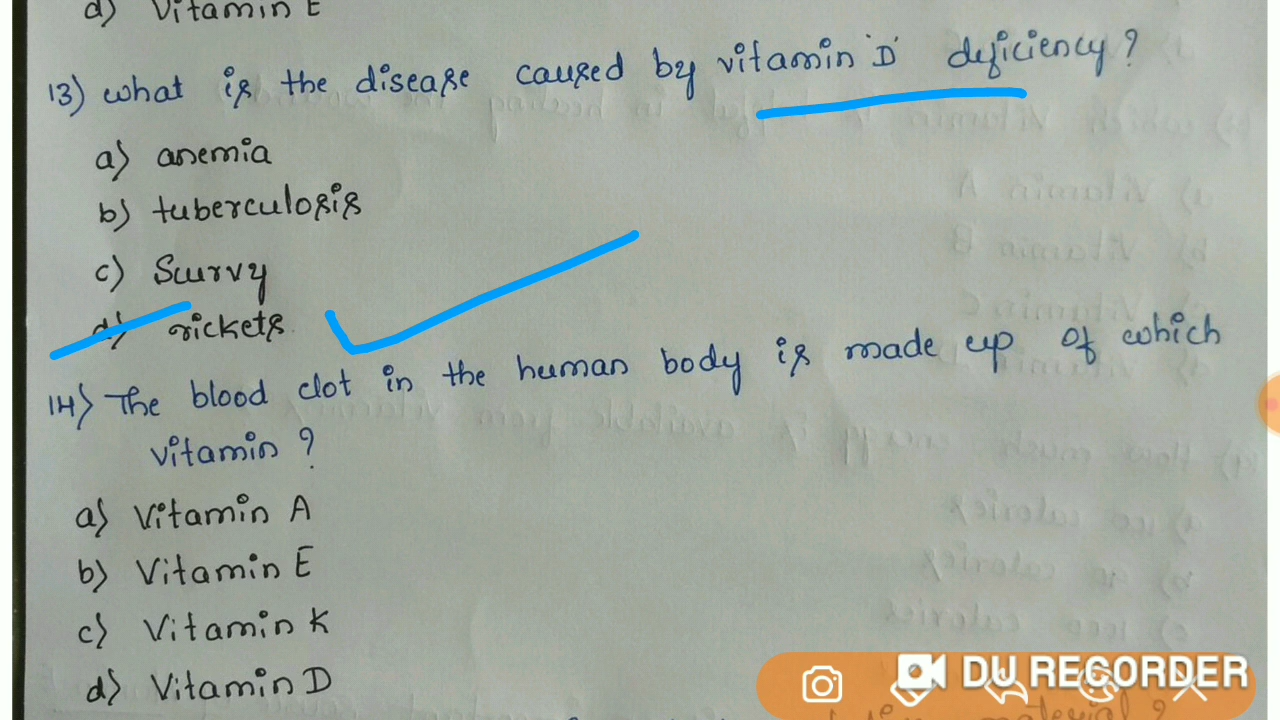 d) Vitamin E
13) what is the disease caused by vitamin 'D' deficiency?
a) anemia
b) tuberculosis
c) Scurvy
d) rickets
14) The blood clot in the human body is made up of which
vitamin?
a) Vitamin A
b) Vitamin E
c) Vitamin K
d) Vitamin D
DU RECORDER
material?